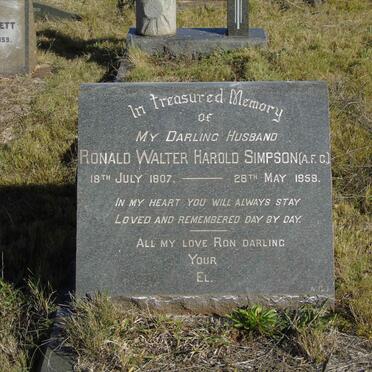 In Treasured Memory
OF
MY DARLING HUSBAND
RONALD WALTER HAROLD SIMPSON (A.F.C.)
18TH JULY 1907. — 28TH MAY 1959.
IN MY HEART YOU WILL ALWAYS STAY
LOVED AND REMEMBERED DAY BY DAY.
ALL MY LOVE RON DARLING
YOUR
EL.